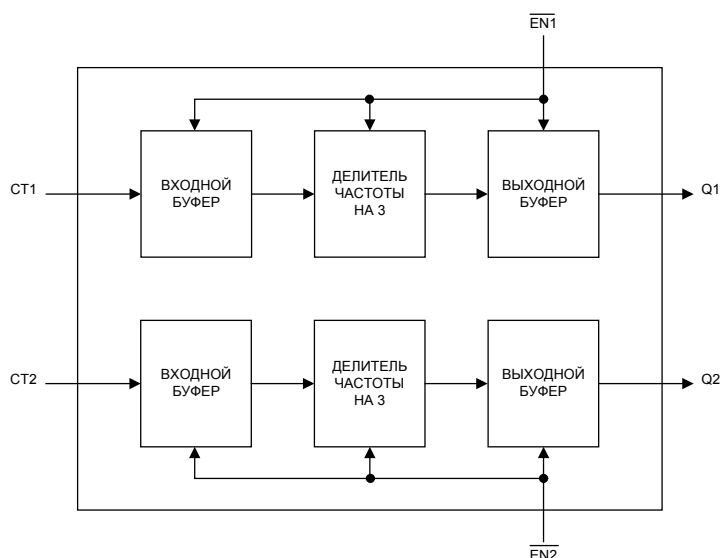 EN1
CT1
ВХОДНОЙ
БУФЕР
ДЕЛИТЕЛЬ
ЧАСТОТЫ
НА 3
ВЫХОДНОЙ
БУФЕР
Q1
CT2
ВХОДНОЙ
БУФЕР
ДЕЛИТЕЛЬ
ЧАСТОТЫ
НА 3
ВЫХОДНОЙ
БУФЕР
Q2
EN2